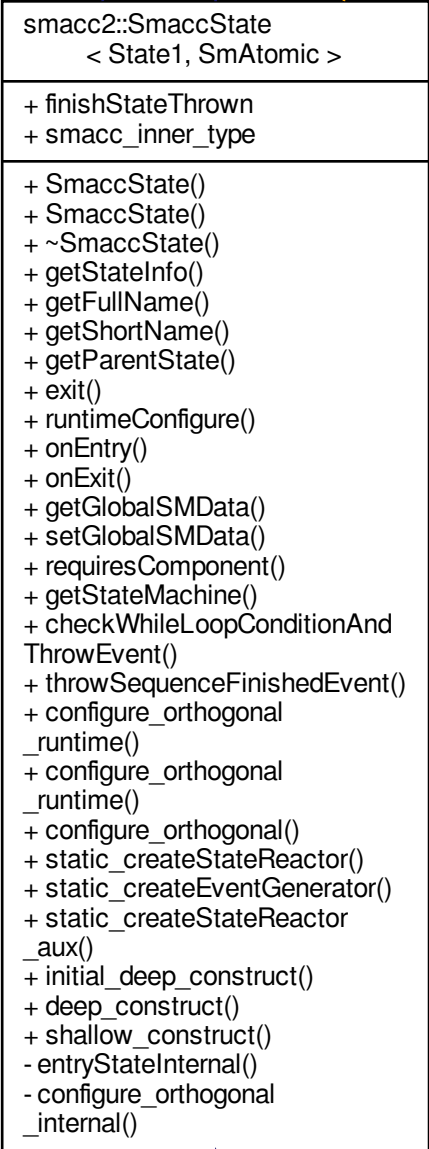 smacc2::SmaccState
< State1, SmAtomic >
+ finishStateThrown
+ smacc_inner_type
+ SmaccState()
+ SmaccState()
+ ~SmaccState()
+ getStateInfo()
+ getFullName()
+ getShortName()
+ getParentState()
+ exit()
+ runtimeConfigure()
+ onEntry()
+ onExit()
+ getGlobalSMData()
+ setGlobalSMData()
+ requiresComponent()
+ getStateMachine()
+ checkWhileLoopConditionAnd
ThrowEvent()
+ throwSequenceFinishedEvent()
+ configure_orthogonal
_runtime()
+ configure_orthogonal
_runtime()
+ configure_orthogonal()
+ static_createStateReactor()
+ static_createEventGenerator()
+ static_createStateReactor
_aux()
+ initial_deep_construct()
+ deep_construct()
+ shallow_construct()
- entryStateInternal()
- configure_orthogonal
_internal()